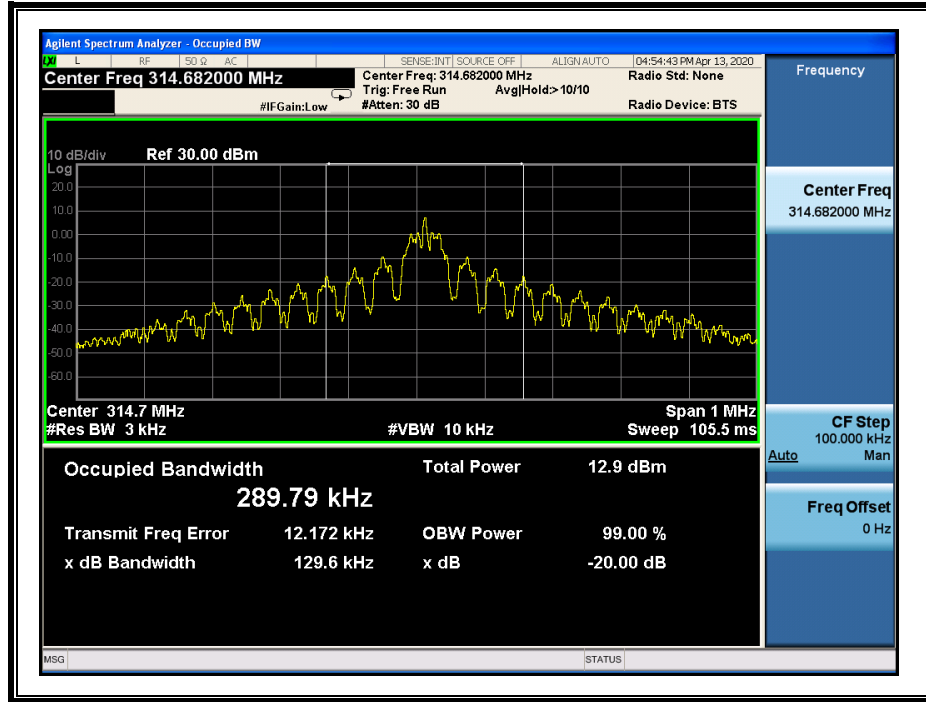 Agilent Spectrum Analyzer - Occupied BW
LXI L RF 50 Ω AC SENSE:INT SOURCE OFF ALIGN AUTO 04:54:43 PM Apr 13, 2020
Center Freq 314.682000 MHz Center Freq: 314.682000 MHz Radio Std: None
Trig: Free Run Avg|Hold:> 10/10
#IFGain:Low #Atten: 30 dB Radio Device: BTS
10 dB/div Ref 30.00 dBm
Log
20.0
10.0
0.00
-10.0
-20.0
-30.0
-40.0
-50.0
-60.0
Center 314.7 MHz Span 1 MHz
#Res BW 3 kHz #VBW 10 kHz Sweep 105.5 ms
Occupied Bandwidth Total Power 12.9 dBm
289.79 kHz
Transmit Freq Error 12.172 kHz OBW Power 99.00 %
x dB Bandwidth 129.6 kHz x dB -20.00 dB
MSG STATUS
Frequency
Center Freq
314.682000 MHz
CF Step
100.000 kHz
Auto Man
Freq Offset
0 Hz